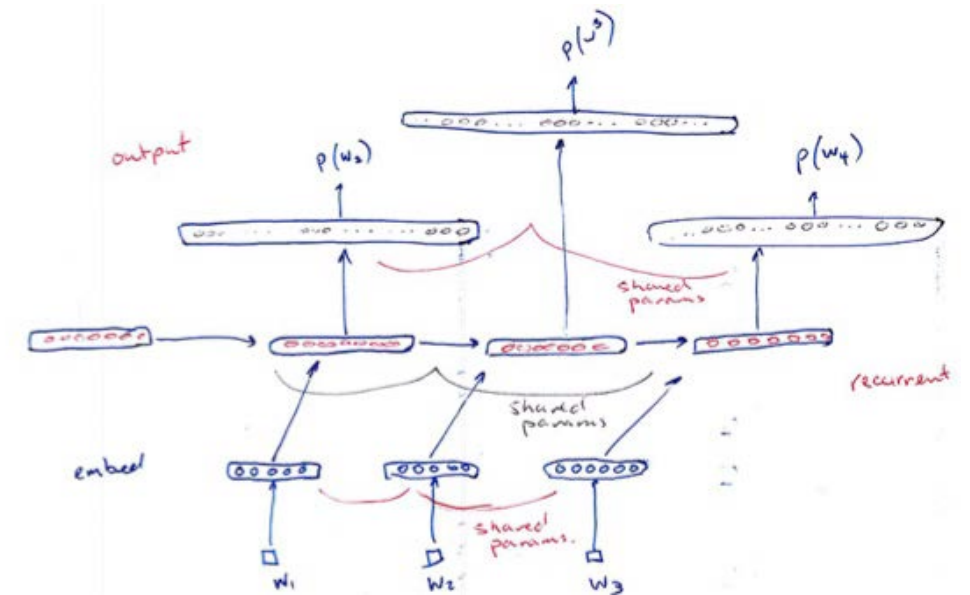 p(w³)
output
p(w₂)
p(w₄)
shared
params
recurrent
shared
params
embed
shared
params.
w₁
w₂
w₃